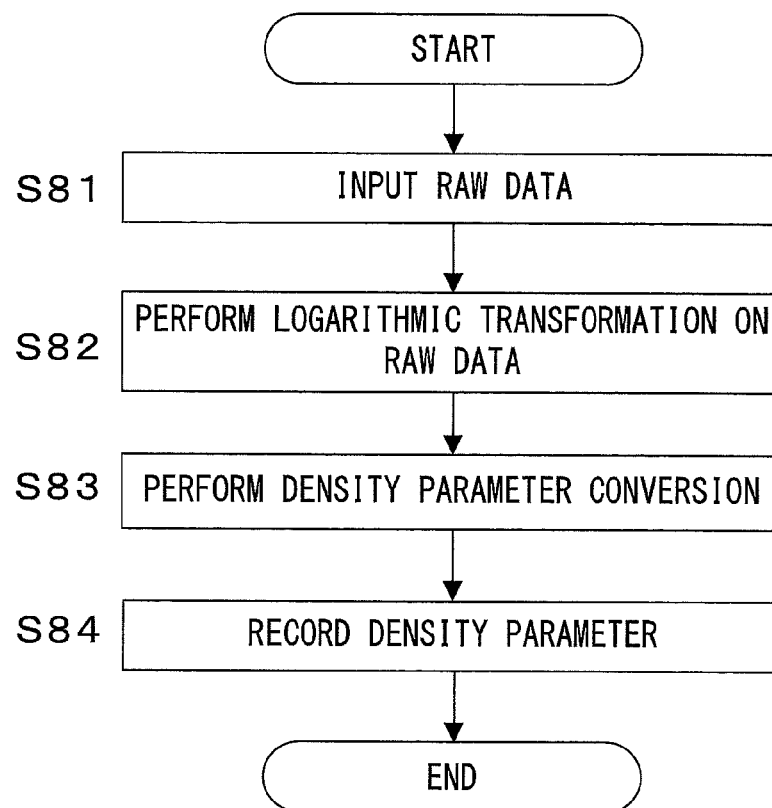 START
S81
INPUT RAW DATA
S82
PERFORM LOGARITHMIC TRANSFORMATION ON
RAW DATA
S83
PERFORM DENSITY PARAMETER CONVERSION
S84
RECORD DENSITY PARAMETER
END